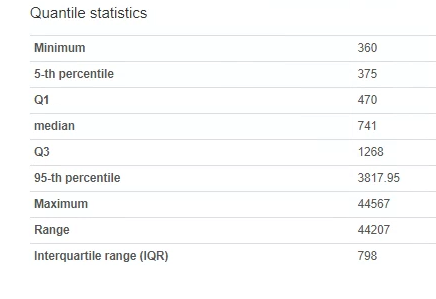 Quantile statistics
Minimum 360
5-th percentile 375
Q1 470
median 741
Q3 1268
95-th percentile 3817.95
Maximum 44567
Range 44207
Interquartile range (IQR) 798